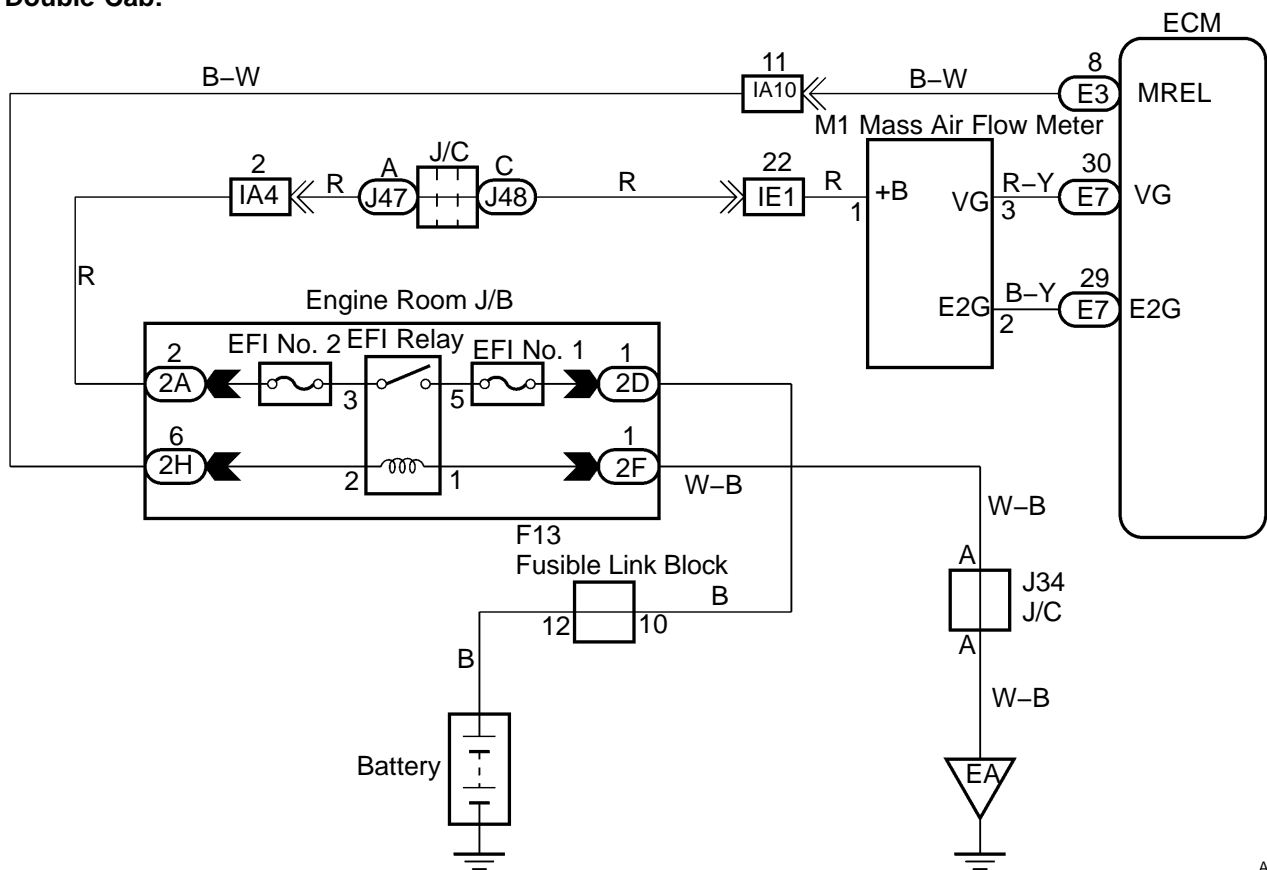 Double Cab:
ECM
B–W
11
IA10
B–W
8
E3
MREL
M1 Mass Air Flow Meter
2
IA4
R
A
J47
J/C
C
J48
R
22
IE1
R
1
+B
VG
R–Y
3
30
E7
VG
R
E2G
B–Y
2
29
E7
E2G
Engine Room J/B
2
2A
EFI No. 2
EFI Relay
EFI No. 1
1
2D
3
5
6
2H
2
1
1
2F
W–B
W–B
F13
Fusible Link Block
12
10
B
A
J34
J/C
A
B
W–B
Battery
EA
A